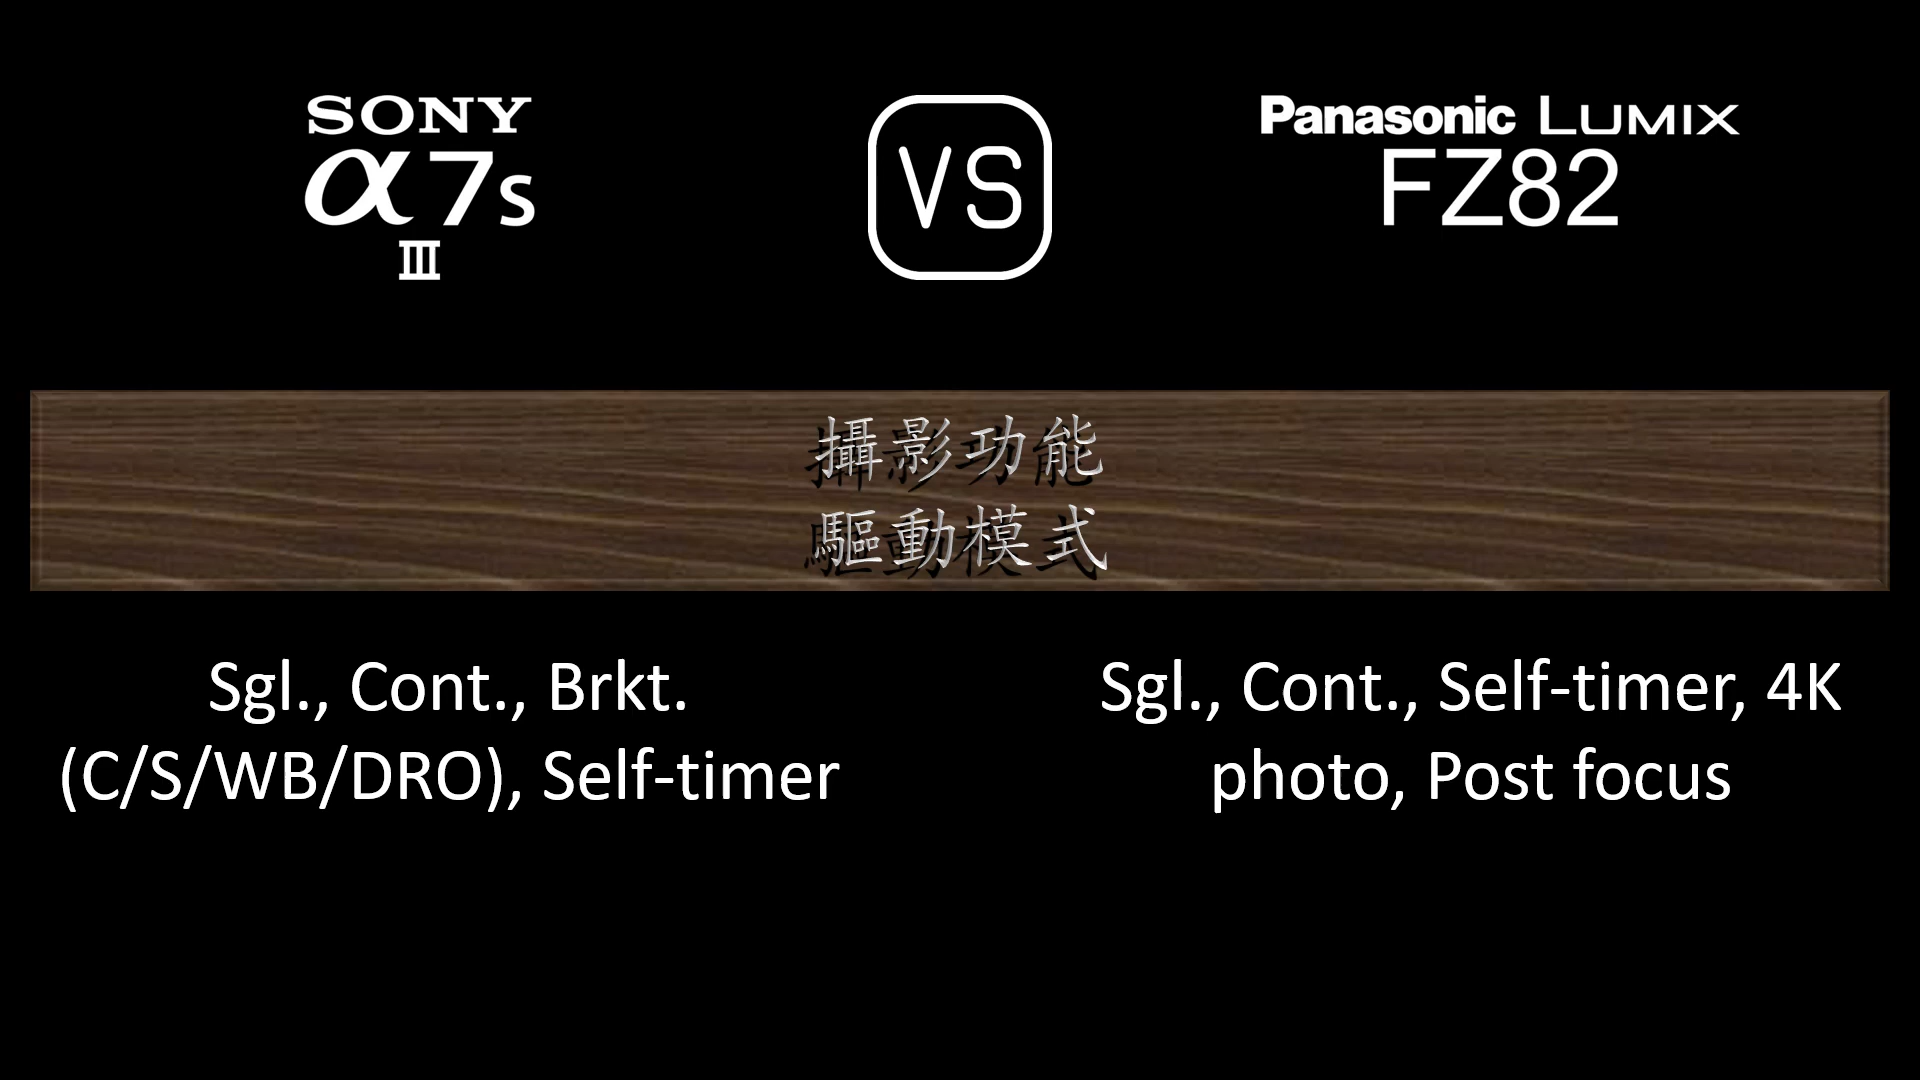 SONY
α7s
III
VS
Panasonic LUMIX
FZ82
攝影功能
驅動模式
Sgl., Cont., Brkt.
(C/S/WB/DRO), Self-timer
Sgl., Cont., Self-timer, 4K
photo, Post focus